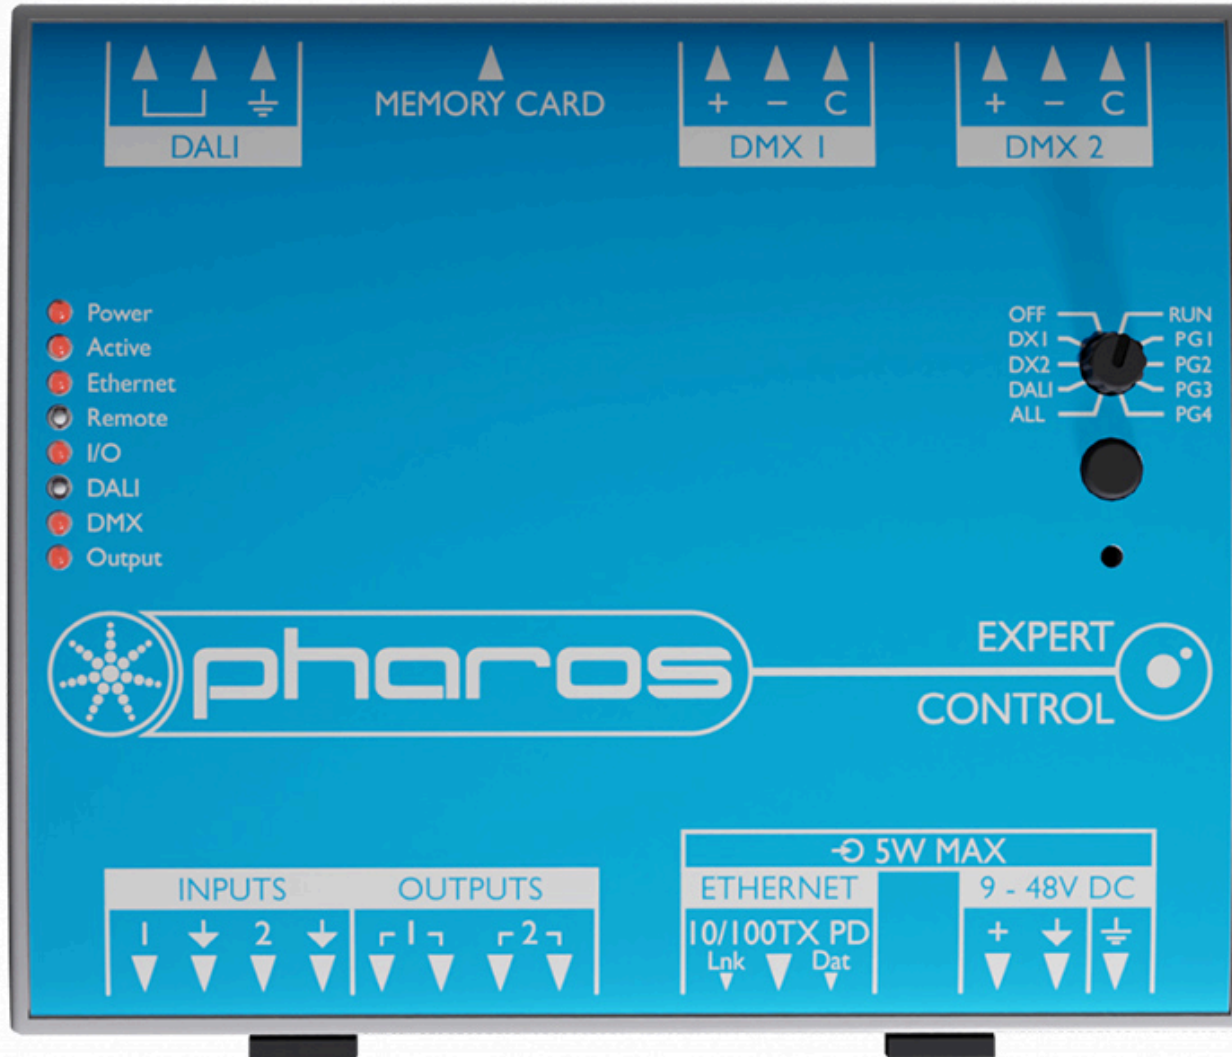 DALI
MEMORY CARD
+ − C
DMX 1
+ − C
DMX 2
Power
Active
Ethernet
Remote
I/O
DALI
DMX
Output
OFF
DX1
DX2
DALI
ALL
RUN
PG1
PG2
PG3
PG4
pharos
EXPERT
CONTROL
INPUTS
1 2
OUTPUTS
1 2
5W MAX
ETHERNET
10/100TX PD
Lnk Dat
9 - 48V DC
+